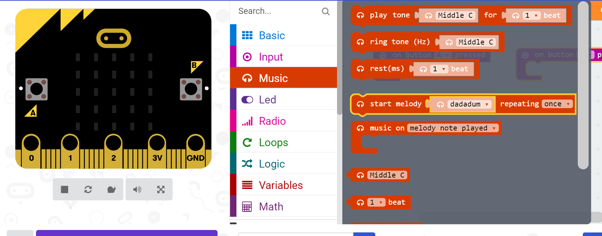 Search...
Basic
Input
Music
Led
Radio
Loops
Logic
Variables
Math
B
A
0 1 2 3V GND
play tone Middle C for 1 beat
ring tone (Hz) Middle C
rest(ms) 1 beat
on button
start melody dadadum repeating once
music on melody note played
Middle C
1 beat